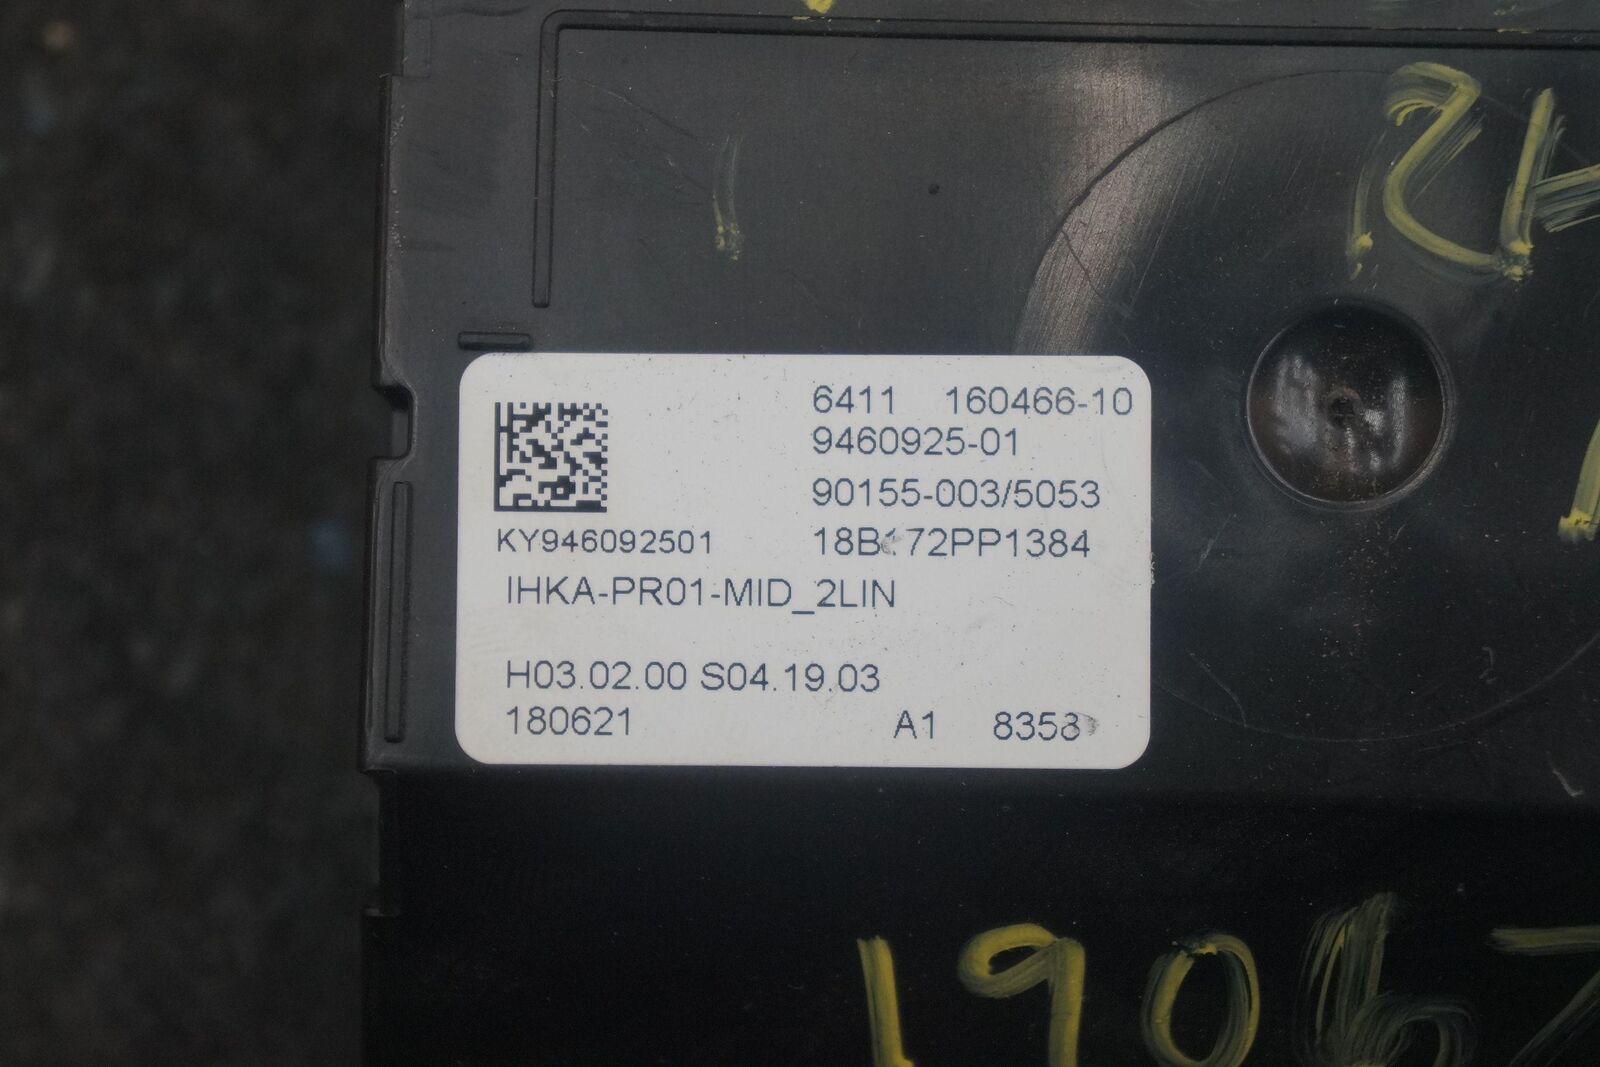 6411 160466-10
9460925-01
90155-003/5053
KY946092501
IHKA-PR01-MID_2LIN
H03.02.00 S04.19.03
180621 A1
1906